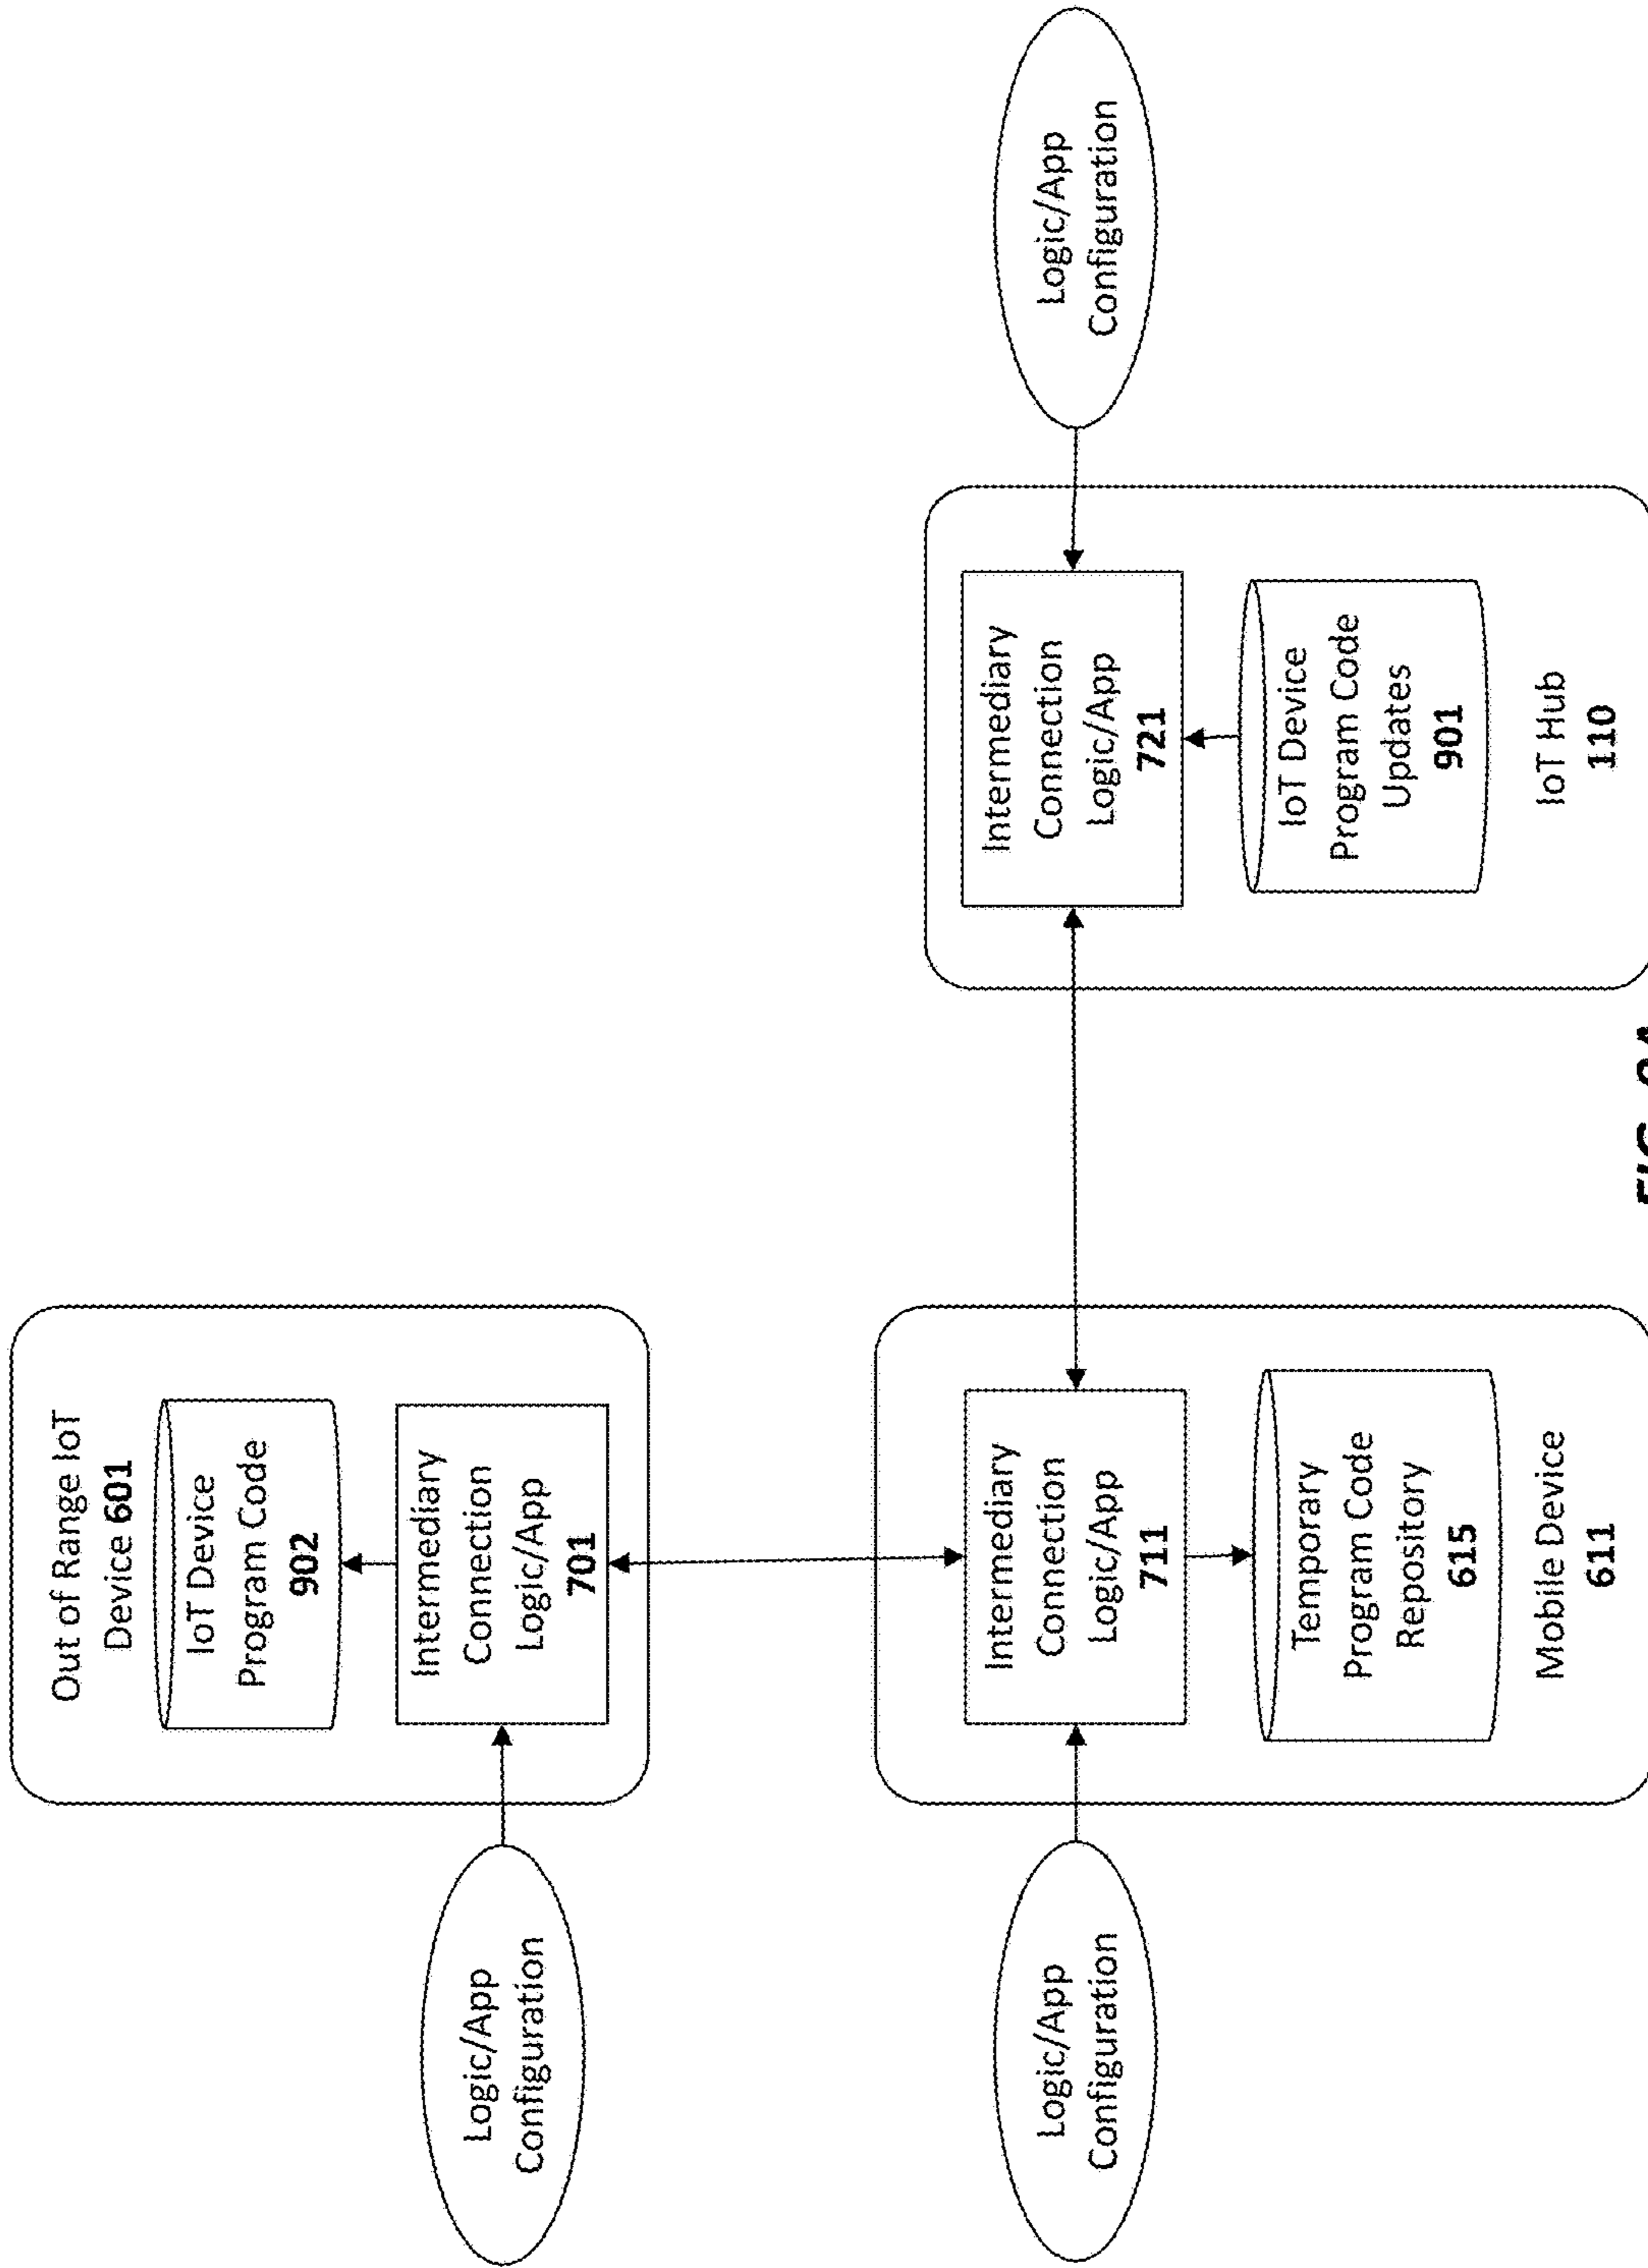 Out of Range IoT
Device 601
IoT Device
Program Code
902
Logic/App
Configuration
Intermediary
Connection
Logic/App
701
Logic/App
Configuration
Intermediary
Connection
Logic/App
711
Temporary
Program Code
Repository
615
Mobile Device
611
Intermediary
Connection
Logic/App
721
IoT Device
Program Code
Updates
901
IoT Hub
110
Logic/App
Configuration
FIG. 9A